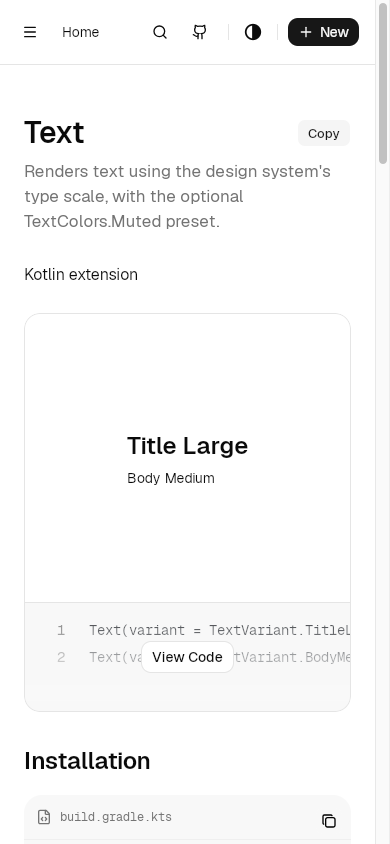 Home
New
Text
Copy
Renders text using the design system's
type scale, with the optional
TextColors.Muted preset.
Kotlin extension
Title Large
Body Medium
1 Text(variant = TextVariant.TitleL
2 Text(va
View Code
tVariant.BodyMe
Installation
build.gradle.kts